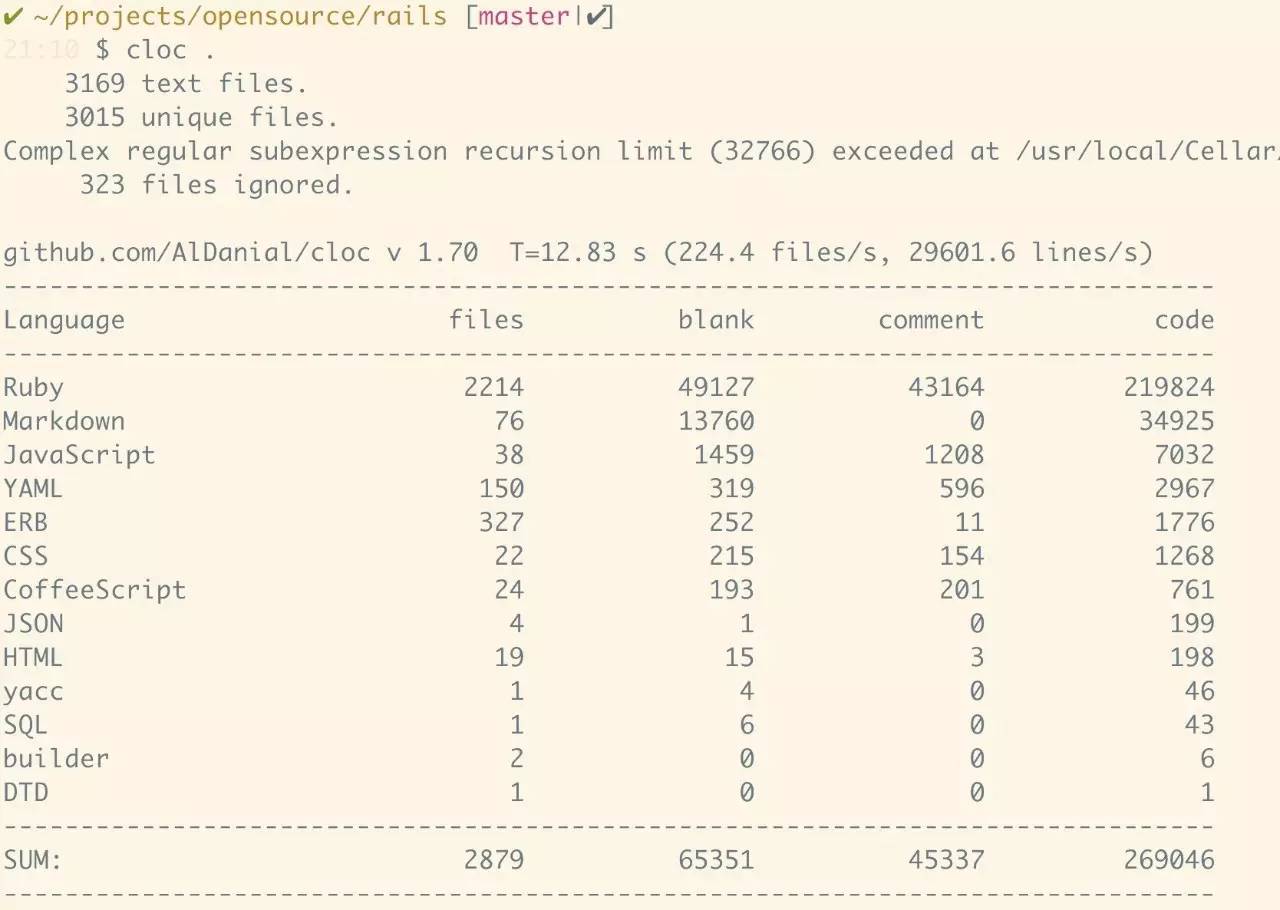 ✔ ~/projects/opensource/rails [master|✔]
21:10 $ cloc .
    3169 text files.
    3015 unique files.
Complex regular subexpression recursion limit (32766) exceeded at /usr/local/Cellar/
     323 files ignored.

github.com/AlDanial/cloc v 1.70  T=12.83 s (224.4 files/s, 29601.6 lines/s)
-------------------------------------------------------------------------------
Language                     files          blank        comment           code
-------------------------------------------------------------------------------
Ruby                          2214          49127          43164         219824
Markdown                        76          13760              0          34925
JavaScript                      38           1459           1208           7032
YAML                           150            319            596           2967
ERB                            327            252             11           1776
CSS                             22            215            154           1268
CoffeeScript                    24            193            201            761
JSON                             4              1              0            199
HTML                            19             15              3            198
yacc                             1              4              0             46
SQL                              1              6              0             43
builder                          2              0              0              6
DTD                              1              0              0              1
-------------------------------------------------------------------------------
SUM:                          2879          65351          45337         269046
-------------------------------------------------------------------------------